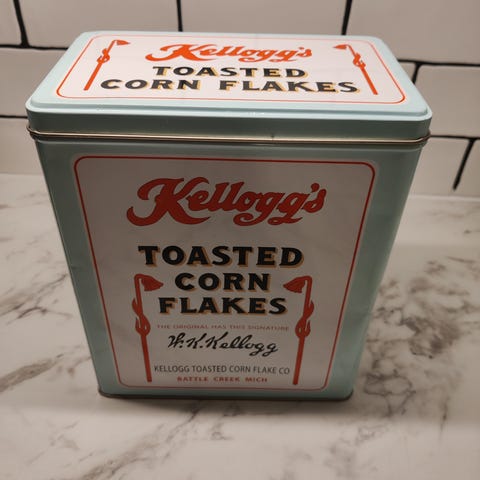 Kellogg's
TOASTED
CORN FLAKES
Kellogg's
TOASTED
CORN
FLAKES
THE ORIGINAL HAS THIS SIGNATURE
W.K.Kellogg
KELLOGG TOASTED CORN FLAKE CO
BATTLE CREEK MICH